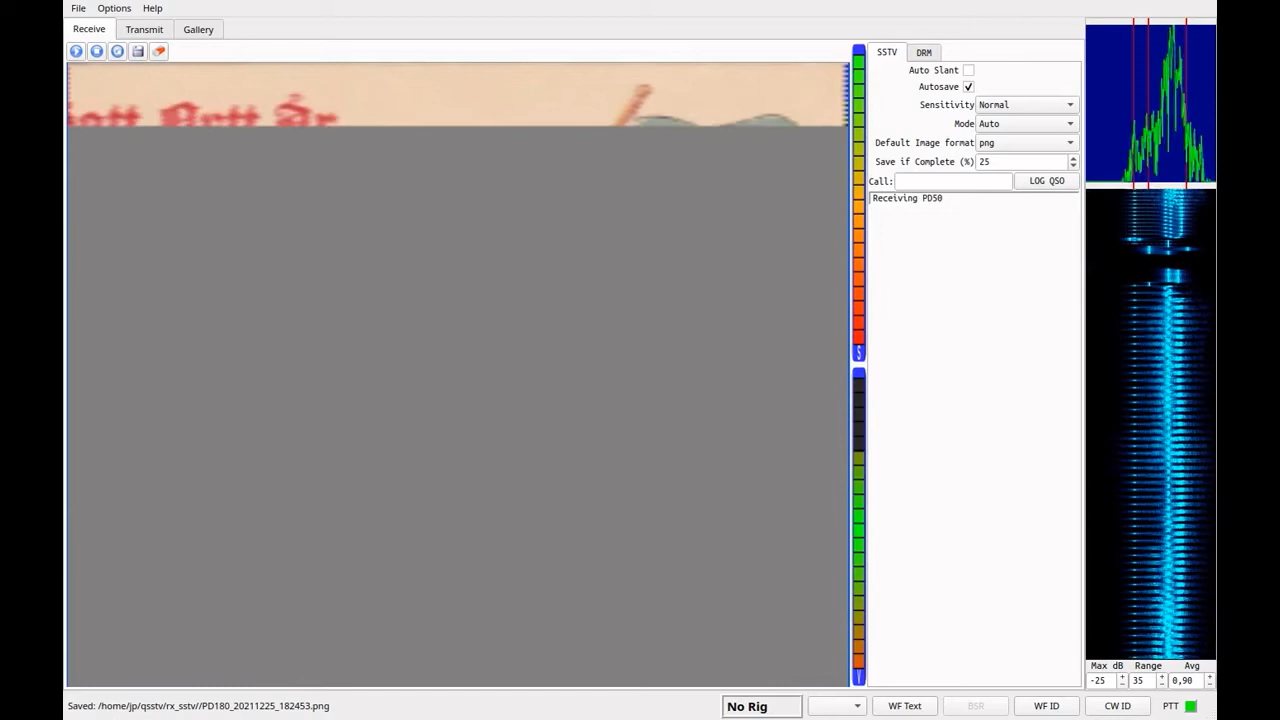 File Options Help
Receive Transmit Gallery
SSTV DRM
Auto Slant
Autosave
Sensitivity Normal
Mode Auto
Default Image format png
Save if Complete (%) 25
Call: LOG QSO
Receiving PD50
S
V
Max dB Range Avg
-25 35 0,90
Saved: /home/jp/qsstv/rx_sstv//PD180_20211225_182453.png
No Rig WF Text BSR WF ID CW ID PTT